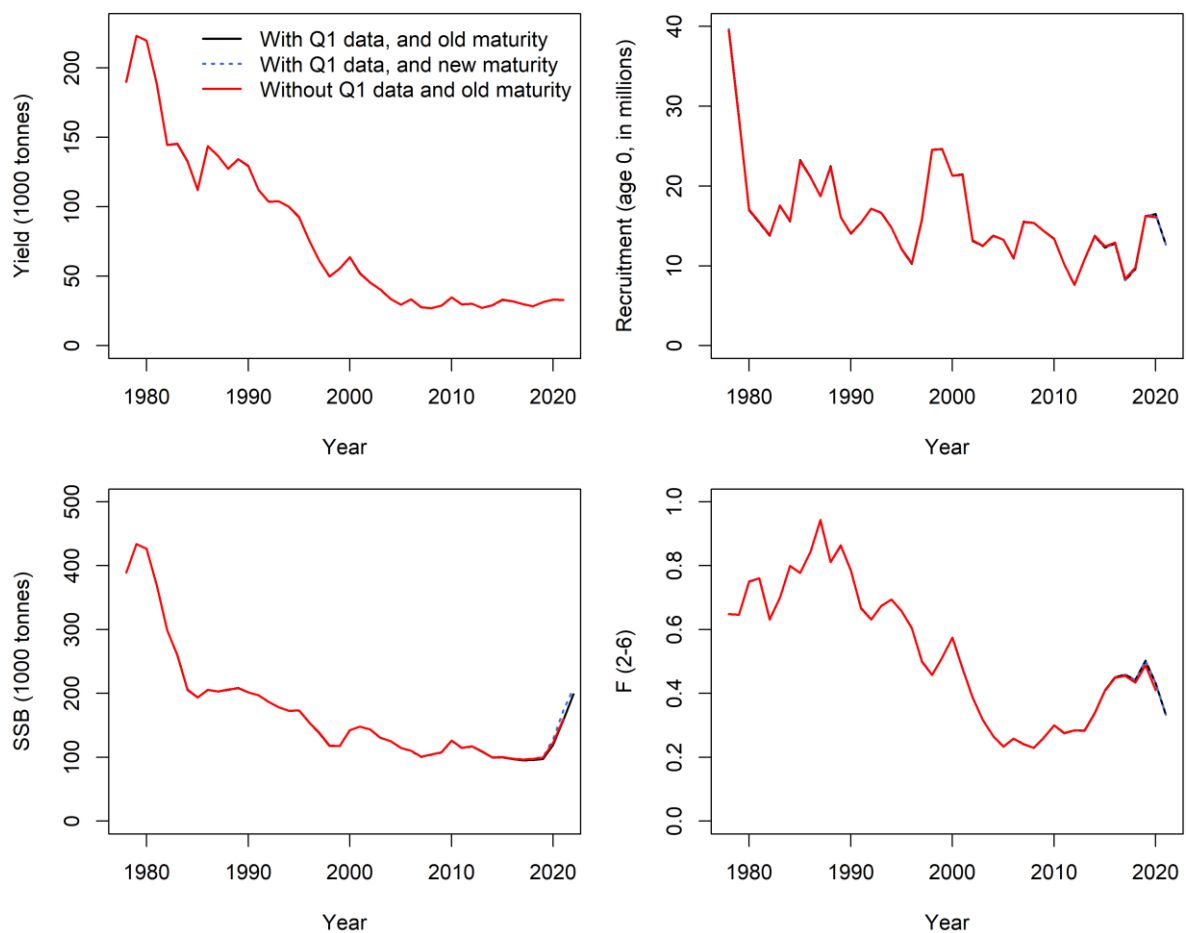 Yield (1000 tonnes)
0 50 100 150 200
With Q1 data, and old maturity
With Q1 data, and new maturity
Without Q1 data and old maturity
1980 1990 2000 2010 2020
Year
Recruitment (age 0, in millions)
0 10 20 30 40
1980 1990 2000 2010 2020
Year
SSB (1000 tonnes)
0 100 200 300 400 500
1980 1990 2000 2010 2020
Year
F (2-6)
0.0 0.2 0.4 0.6 0.8 1.0
1980 1990 2000 2010 2020
Year